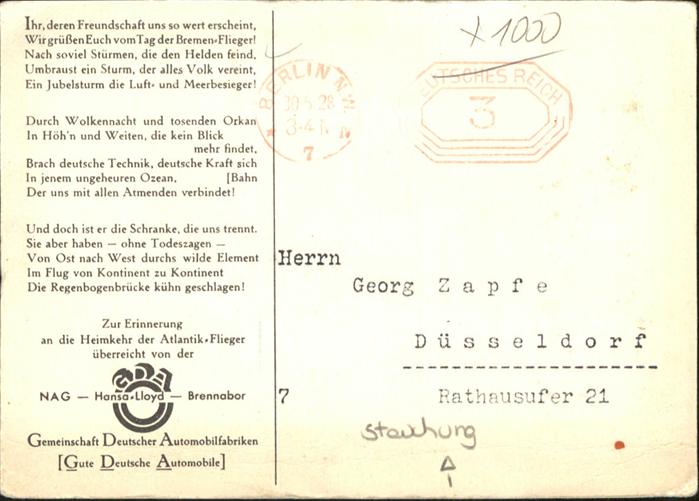 Ihr, deren Freundschaft uns so wert erscheint,
Wir grüßen Euch vom Tag der Bremen-Flieger!
Nach soviel Stürmen, die den Helden feind,
Umbraust ein Sturm, der alles Volk vereint,
Ein Jubelsturm die Luft- und Meerbesieger!
Durch Wolkennacht und tosenden Orkan
In Höh'n und Weiten, die kein Blick
mehr findet,
Brach deutsche Technik, deutsche Kraft sich
In jenem ungeheuren Ozean, [Bahn
Der uns mit allen Atmenden verbindet!
Und doch ist er die Schranke, die uns trennt.
Sie aber haben — ohne Todeszagen —
Von Ost nach West durchs wilde Element
Im Flug von Kontinent zu Kontinent
Die Regenbogenbrücke kühn geschlagen!
Zur Erinnerung
an die Heimkehr der Atlantik-Flieger
überreicht von der
GDA
NAG — Hansa-Lloyd — Brennabor
Gemeinschaft Deutscher Automobilfabriken
[Gute Deutsche Automobile]
x 1000
BERLIN N.W.
30.5.28
3-4 N
7
DEUTSCHES REICH
3
Herrn
Georg Zapfe
Düsseldorf
7 Rathausufer 21
Stauchung